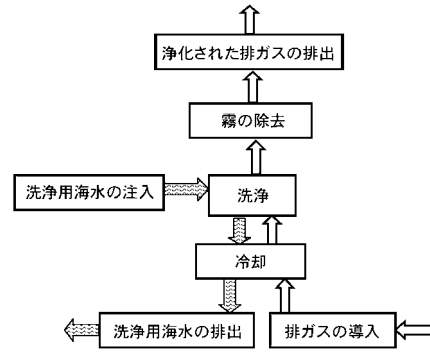 浄化された排ガスの排出
霧の除去
洗浄用海水の注入
洗浄
冷却
洗浄用海水の排出
排ガスの導入